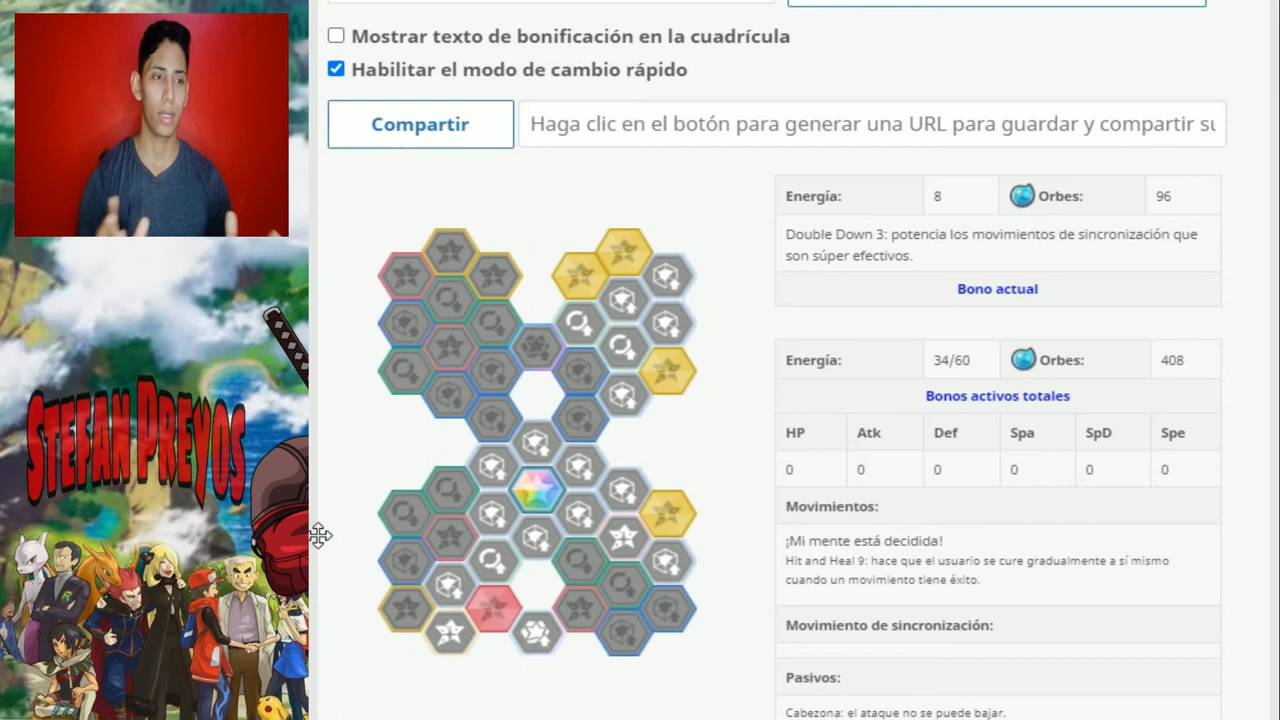 Mostrar texto de bonificación en la cuadrícula
Habilitar el modo de cambio rápido
Compartir
Haga clic en el botón para generar una URL para guardar y compartir su
Energía: 8 Orbes: 96
Double Down 3: potencia los movimientos de sincronización que
son súper efectivos.
Bono actual
Energía: 34/60 Orbes: 408
Bonos activos totales
HP Atk Def Spa SpD Spe
0 0 0 0 0 0
Movimientos:
¡Mi mente está decidida!
Hit and Heal 9: hace que el usuario se cure gradualmente a sí mismo
cuando un movimiento tiene éxito.
Movimiento de sincronización:
Pasivos:
Cabezona: el ataque no se puede bajar.
STEFAN PREYOS